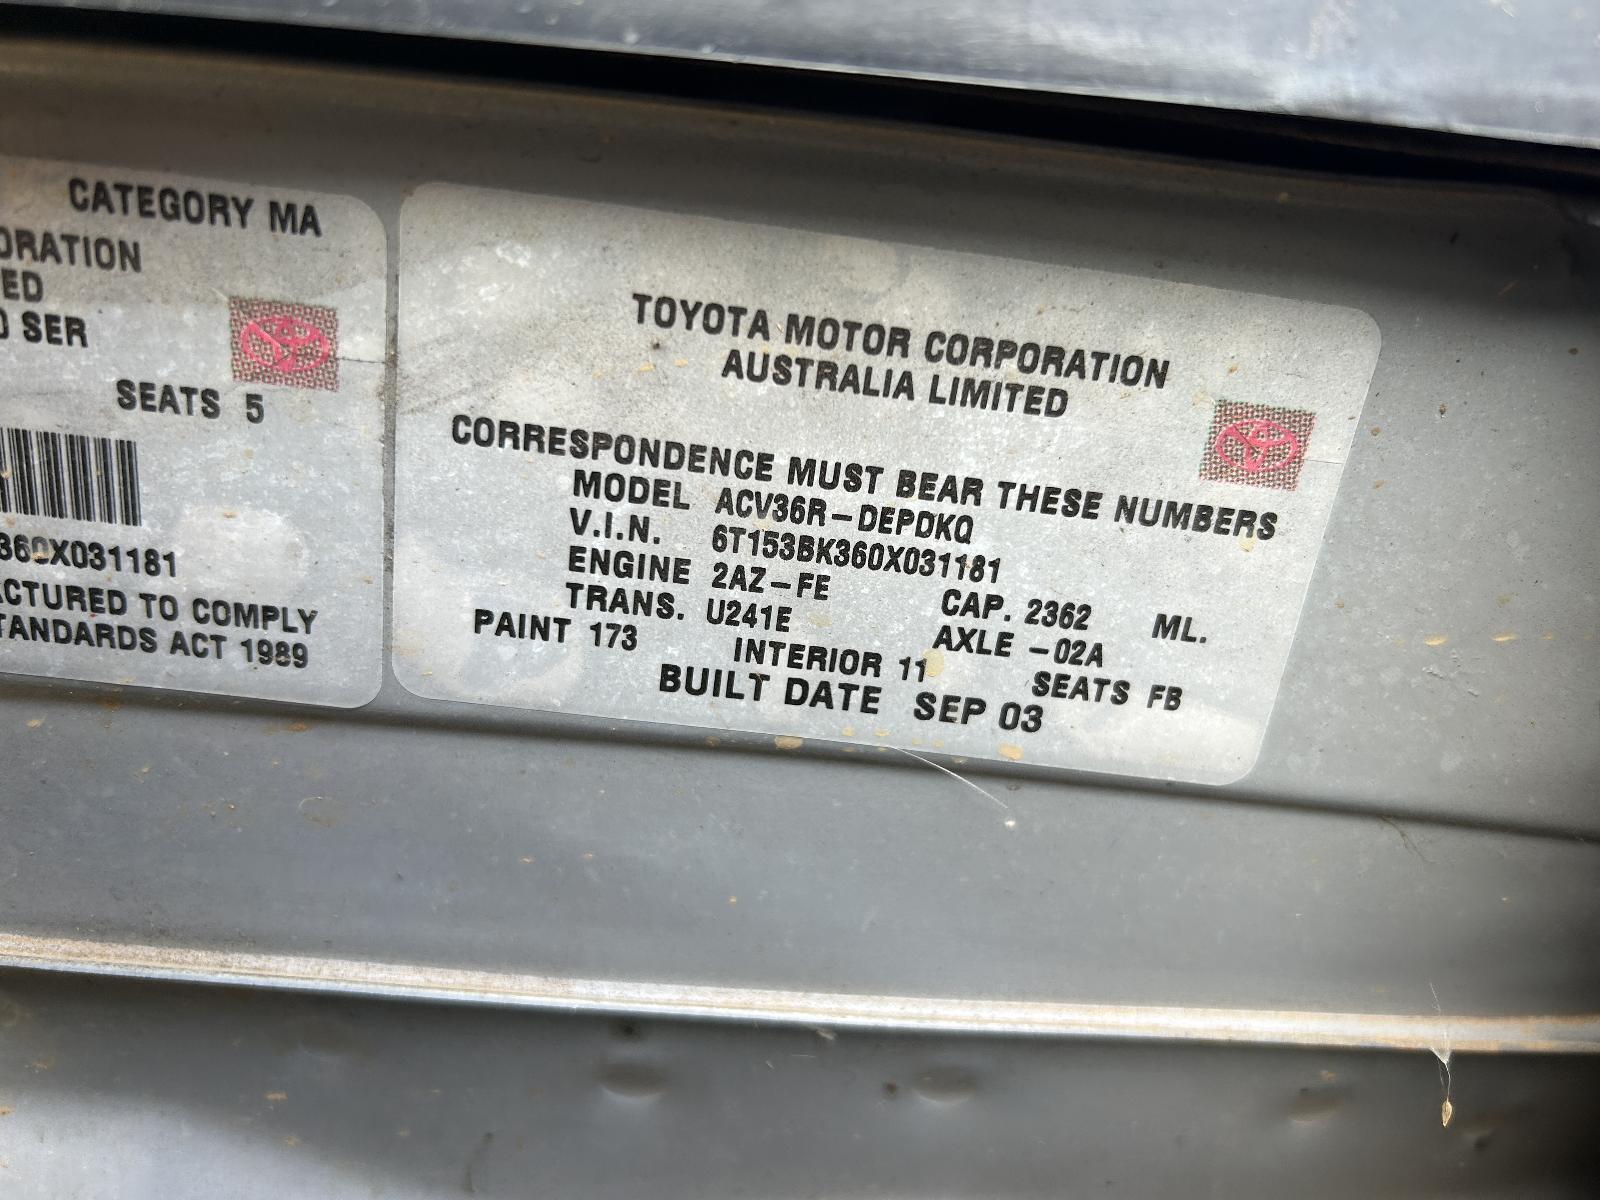 CATEGORY MA
ORATION
ED
SER
SEATS 5
X031181
ACTURED TO COMPLY
TANDARDS ACT 1989
TOYOTA MOTOR CORPORATION
AUSTRALIA LIMITED
CORRESPONDENCE MUST BEAR THESE NUMBERS
MODEL ACV36R-DEPDKQ
V.I.N. 6T153BK360X031181
ENGINE 2AZ-FE CAP. 2362 ML.
TRANS. U241E AXLE -02A
PAINT 173 INTERIOR 11 SEATS FB
BUILT DATE SEP 03